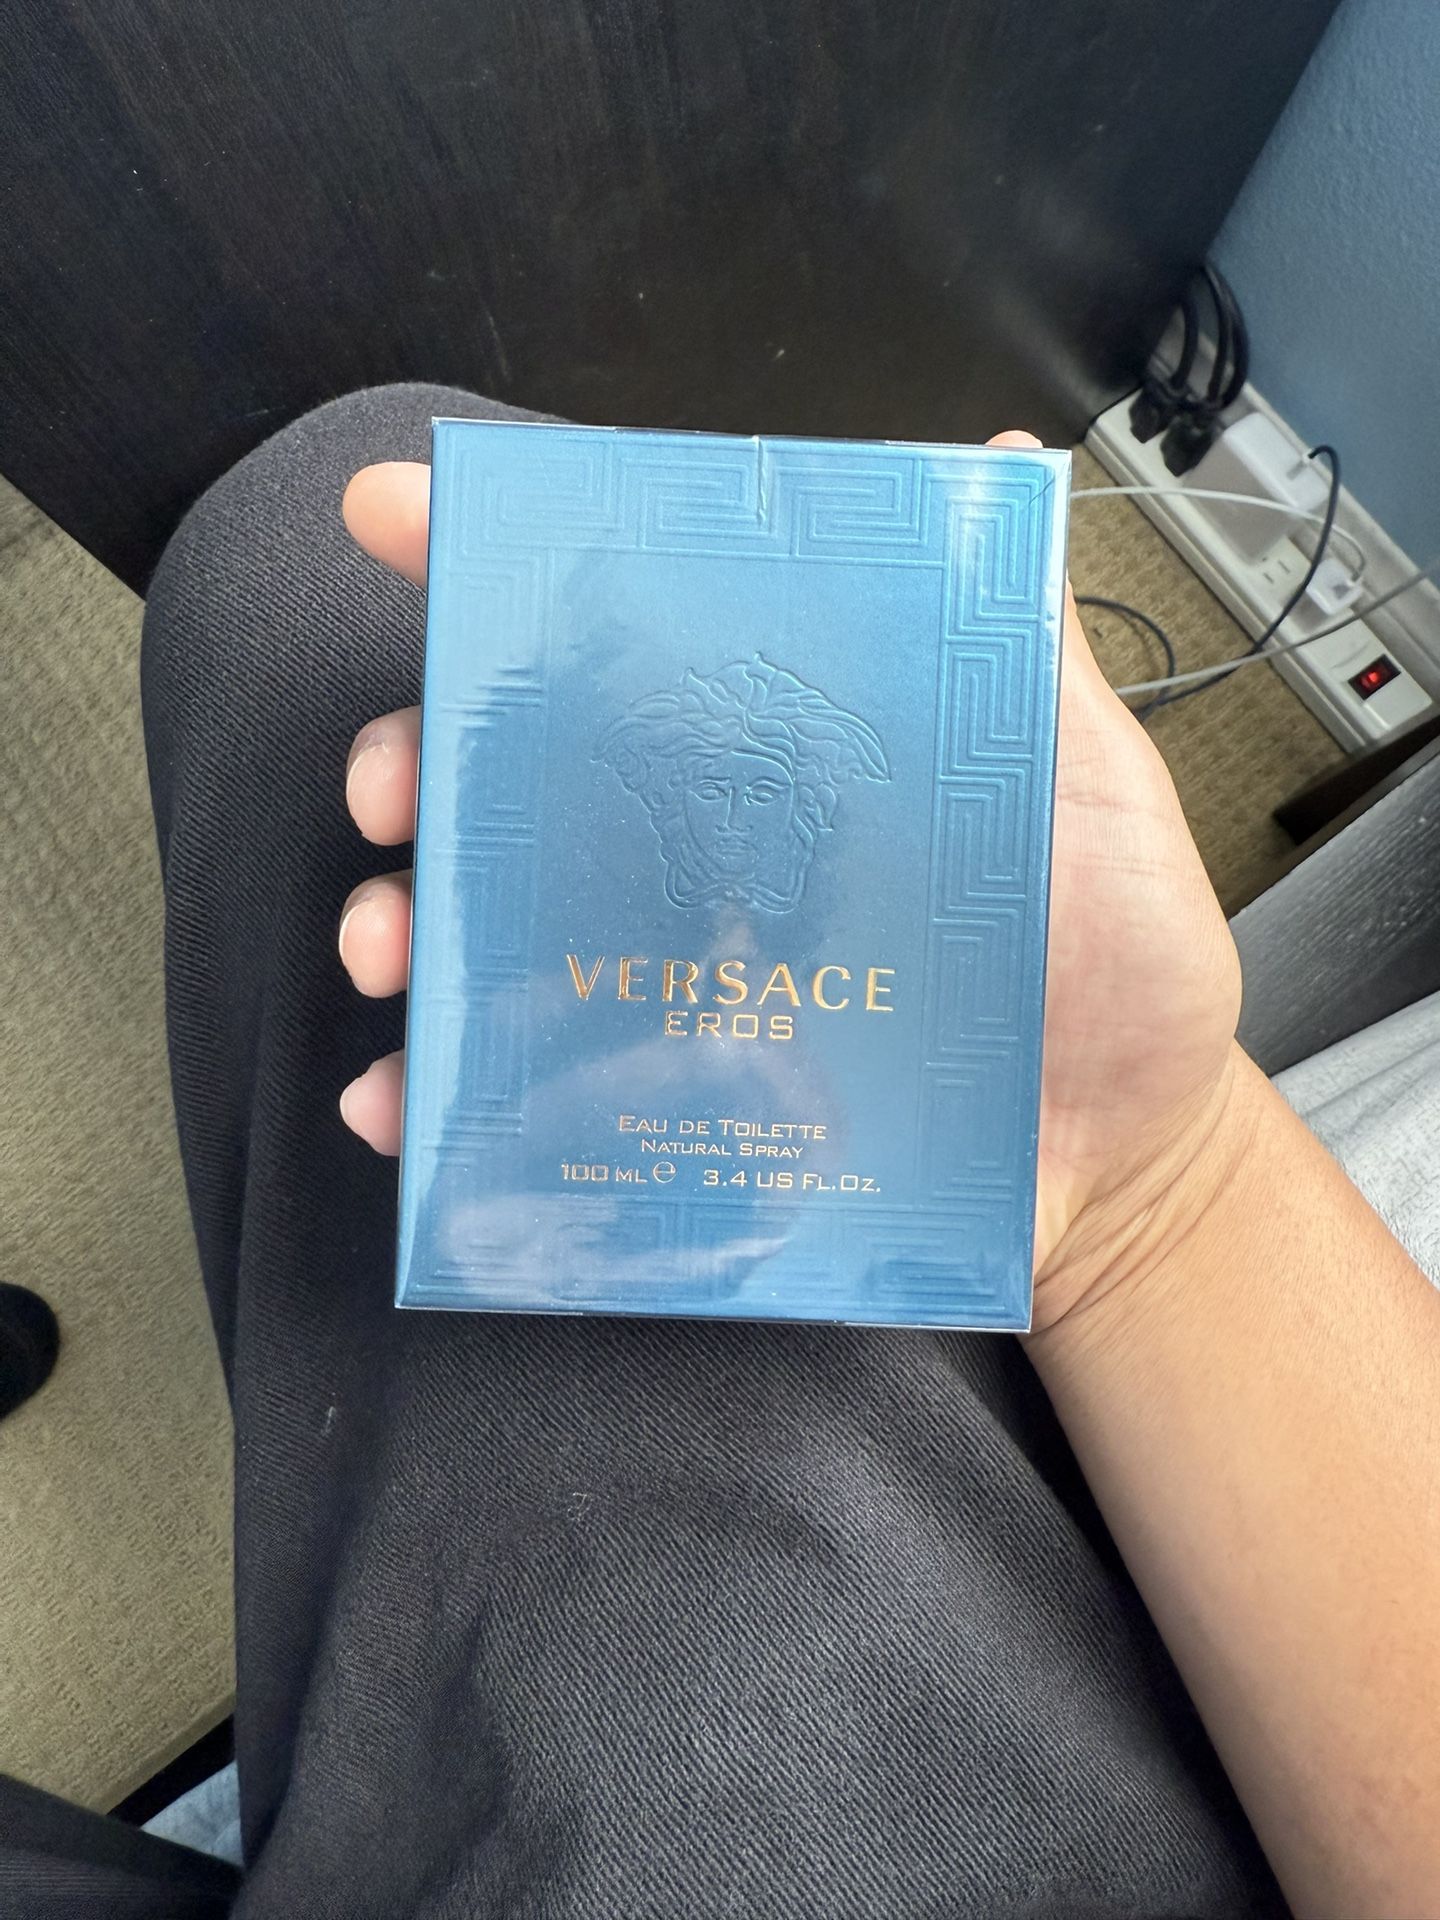 VERSACE
EROS
EAU DE TOILETTE
NATURAL SPRAY
100 ML ℮ 3.4 US FL.OZ.